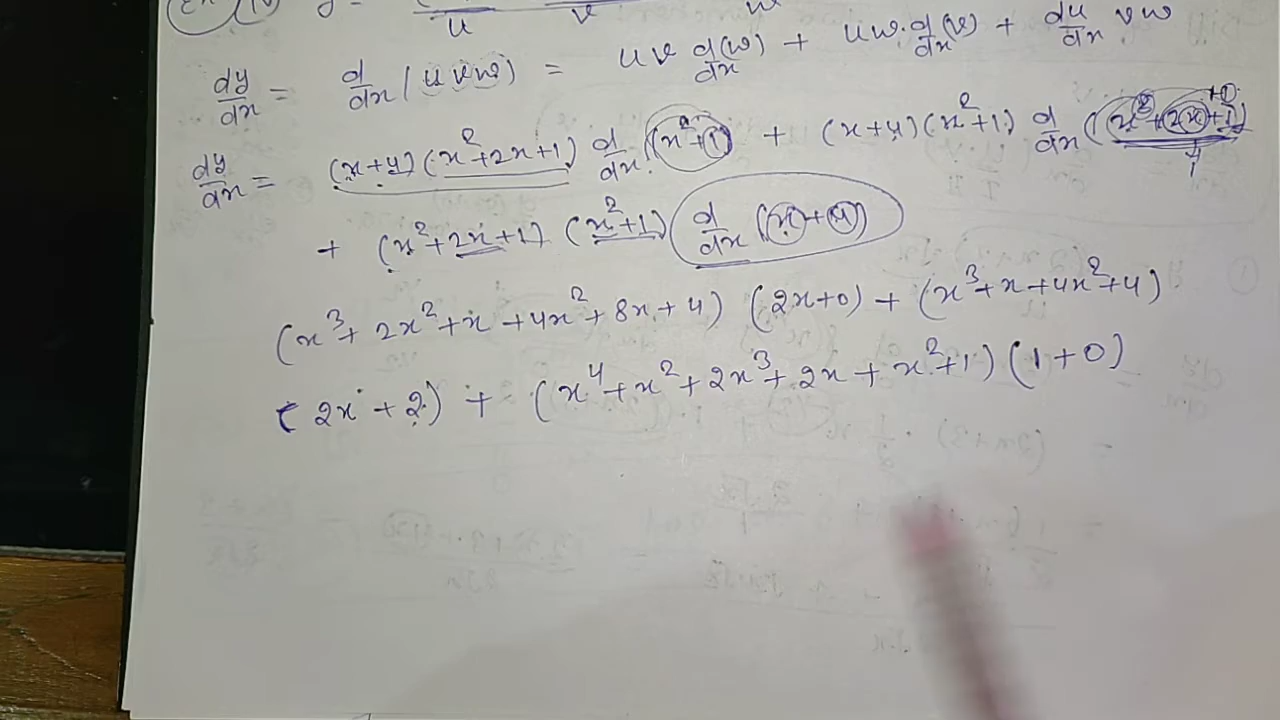 Ex (v) y =
u v w
dy/dx = d/dx (uvw) = uv d/dx(w) + uw. d/dx(v) + du/dx vw
dy/dx = (x+4)(x²+2x+1) d/dx (x²+1) + (x+4)(x²+1) d/dx (x²+2x+1)
+ (x²+2x+1) (x²+1) d/dx (x+4)
(x³+2x²+x+4x²+8x+4) (2x+0) + (x³+x+4x²+4)
(2x+2) + (x⁴+x²+2x³+2x+x²+1) (1+0)